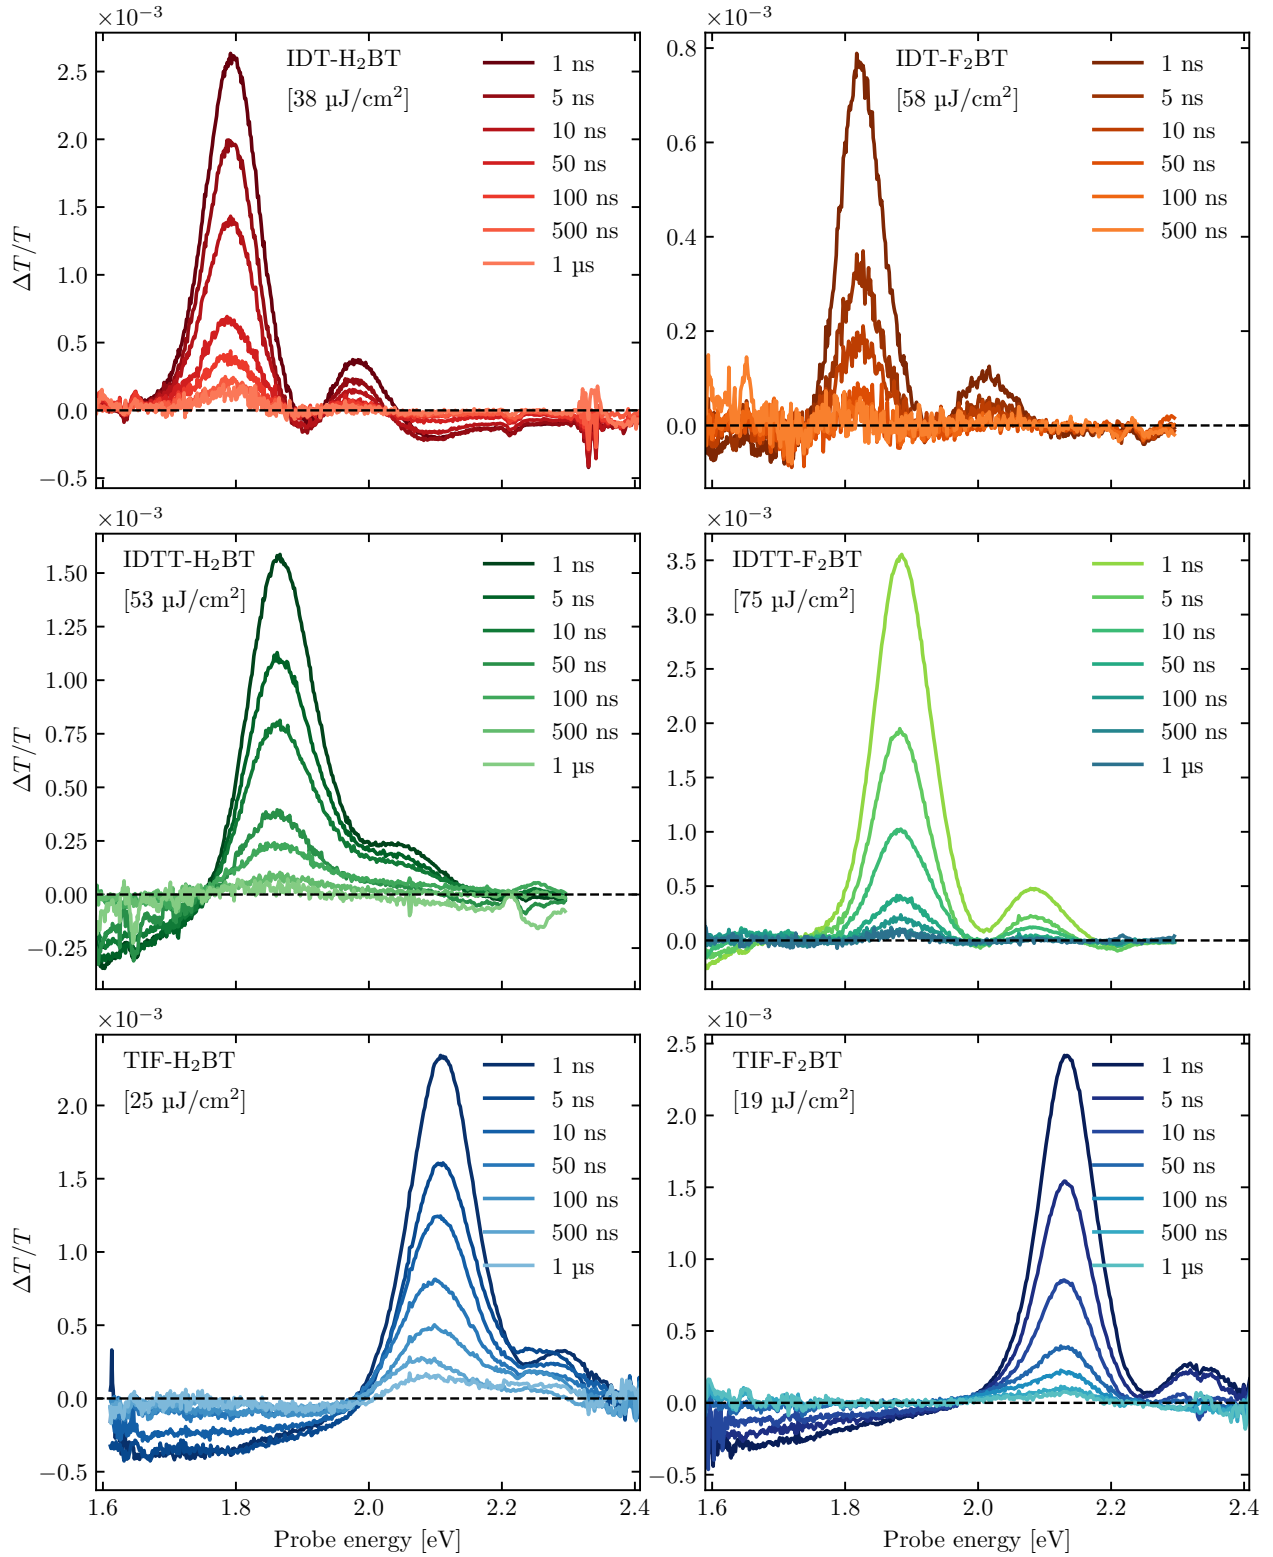 ×10⁻³
IDT-H₂BT
[38 µJ/cm²]
1 ns
5 ns
10 ns
50 ns
100 ns
500 ns
1 µs
2.5
2.0
1.5
1.0
0.5
0.0
−0.5
ΔT/T
×10⁻³
IDT-F₂BT
[58 µJ/cm²]
1 ns
5 ns
10 ns
50 ns
100 ns
500 ns
0.8
0.6
0.4
0.2
0.0
×10⁻³
IDTT-H₂BT
[53 µJ/cm²]
1 ns
5 ns
10 ns
50 ns
100 ns
500 ns
1 µs
1.50
1.25
1.00
0.75
0.50
0.25
0.00
−0.25
ΔT/T
×10⁻³
IDTT-F₂BT
[75 µJ/cm²]
1 ns
5 ns
10 ns
50 ns
100 ns
500 ns
1 µs
3.5
3.0
2.5
2.0
1.5
1.0
0.5
0.0
×10⁻³
TIF-H₂BT
[25 µJ/cm²]
1 ns
5 ns
10 ns
50 ns
100 ns
500 ns
1 µs
2.0
1.5
1.0
0.5
0.0
−0.5
ΔT/T
1.6 1.8 2.0 2.2 2.4
Probe energy [eV]
×10⁻³
TIF-F₂BT
[19 µJ/cm²]
1 ns
5 ns
10 ns
50 ns
100 ns
500 ns
1 µs
2.5
2.0
1.5
1.0
0.5
0.0
−0.5
1.6 1.8 2.0 2.2 2.4
Probe energy [eV]